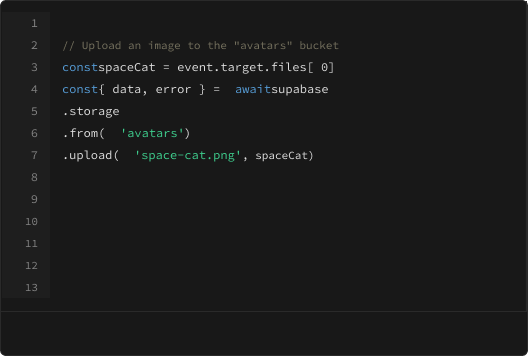 1
2 // Upload an image to the "avatars" bucket
3 constspaceCat = event.target.files[ 0]
4 const{ data, error } = awaitsupabase
5 .storage
6 .from( 'avatars')
7 .upload( 'space-cat.png', spaceCat)
8
9
10
11
12
13